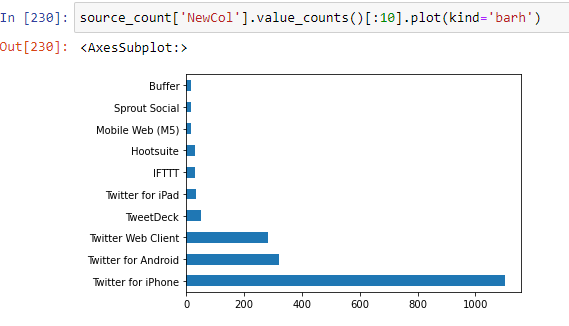 In [230]: source_count['NewCol'].value_counts()[:10].plot(kind='barh')
Out[230]: <AxesSubplot:>
Buffer
Sprout Social
Mobile Web (M5)
Hootsuite
IFTTT
Twitter for iPad
TweetDeck
Twitter Web Client
Twitter for Android
Twitter for iPhone
0 200 400 600 800 1000